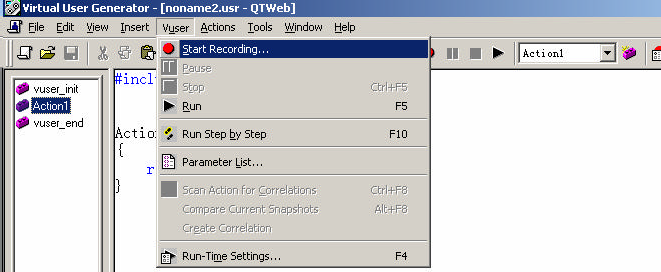 Virtual User Generator - [noname2.usr - QTWeb]
File Edit View Insert Vuser Actions Tools Window Help
Action1
Start Recording...
Pause
Stop Ctrl+F5
Run F5
Run Step by Step F10
Parameter List...
Scan Action for Correlations Ctrl+F8
Compare Current Snapshots Alt+F8
Create Correlation
Run-Time Settings... F4
vuser_init
Action1
vuser_end
#incl
Action
{
r
}